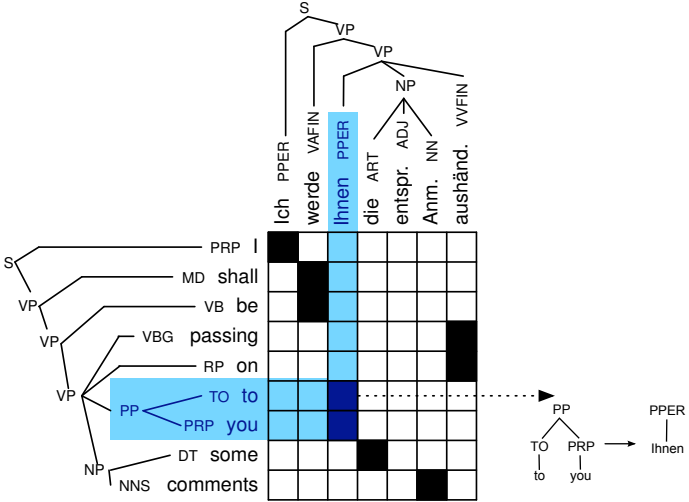 S
VP
VP
NP
PPER VAFIN PPER ART ADJ NN VVFIN
Ich werde Ihnen die entspr. Anm. aushänd.
PRP I
S
MD shall
VP
VB be
VP
VBG passing
RP on
VP
TO to
PP
PRP you
DT some
NP
NNS comments
PP
PPER
TO PRP
Ihnen
to you